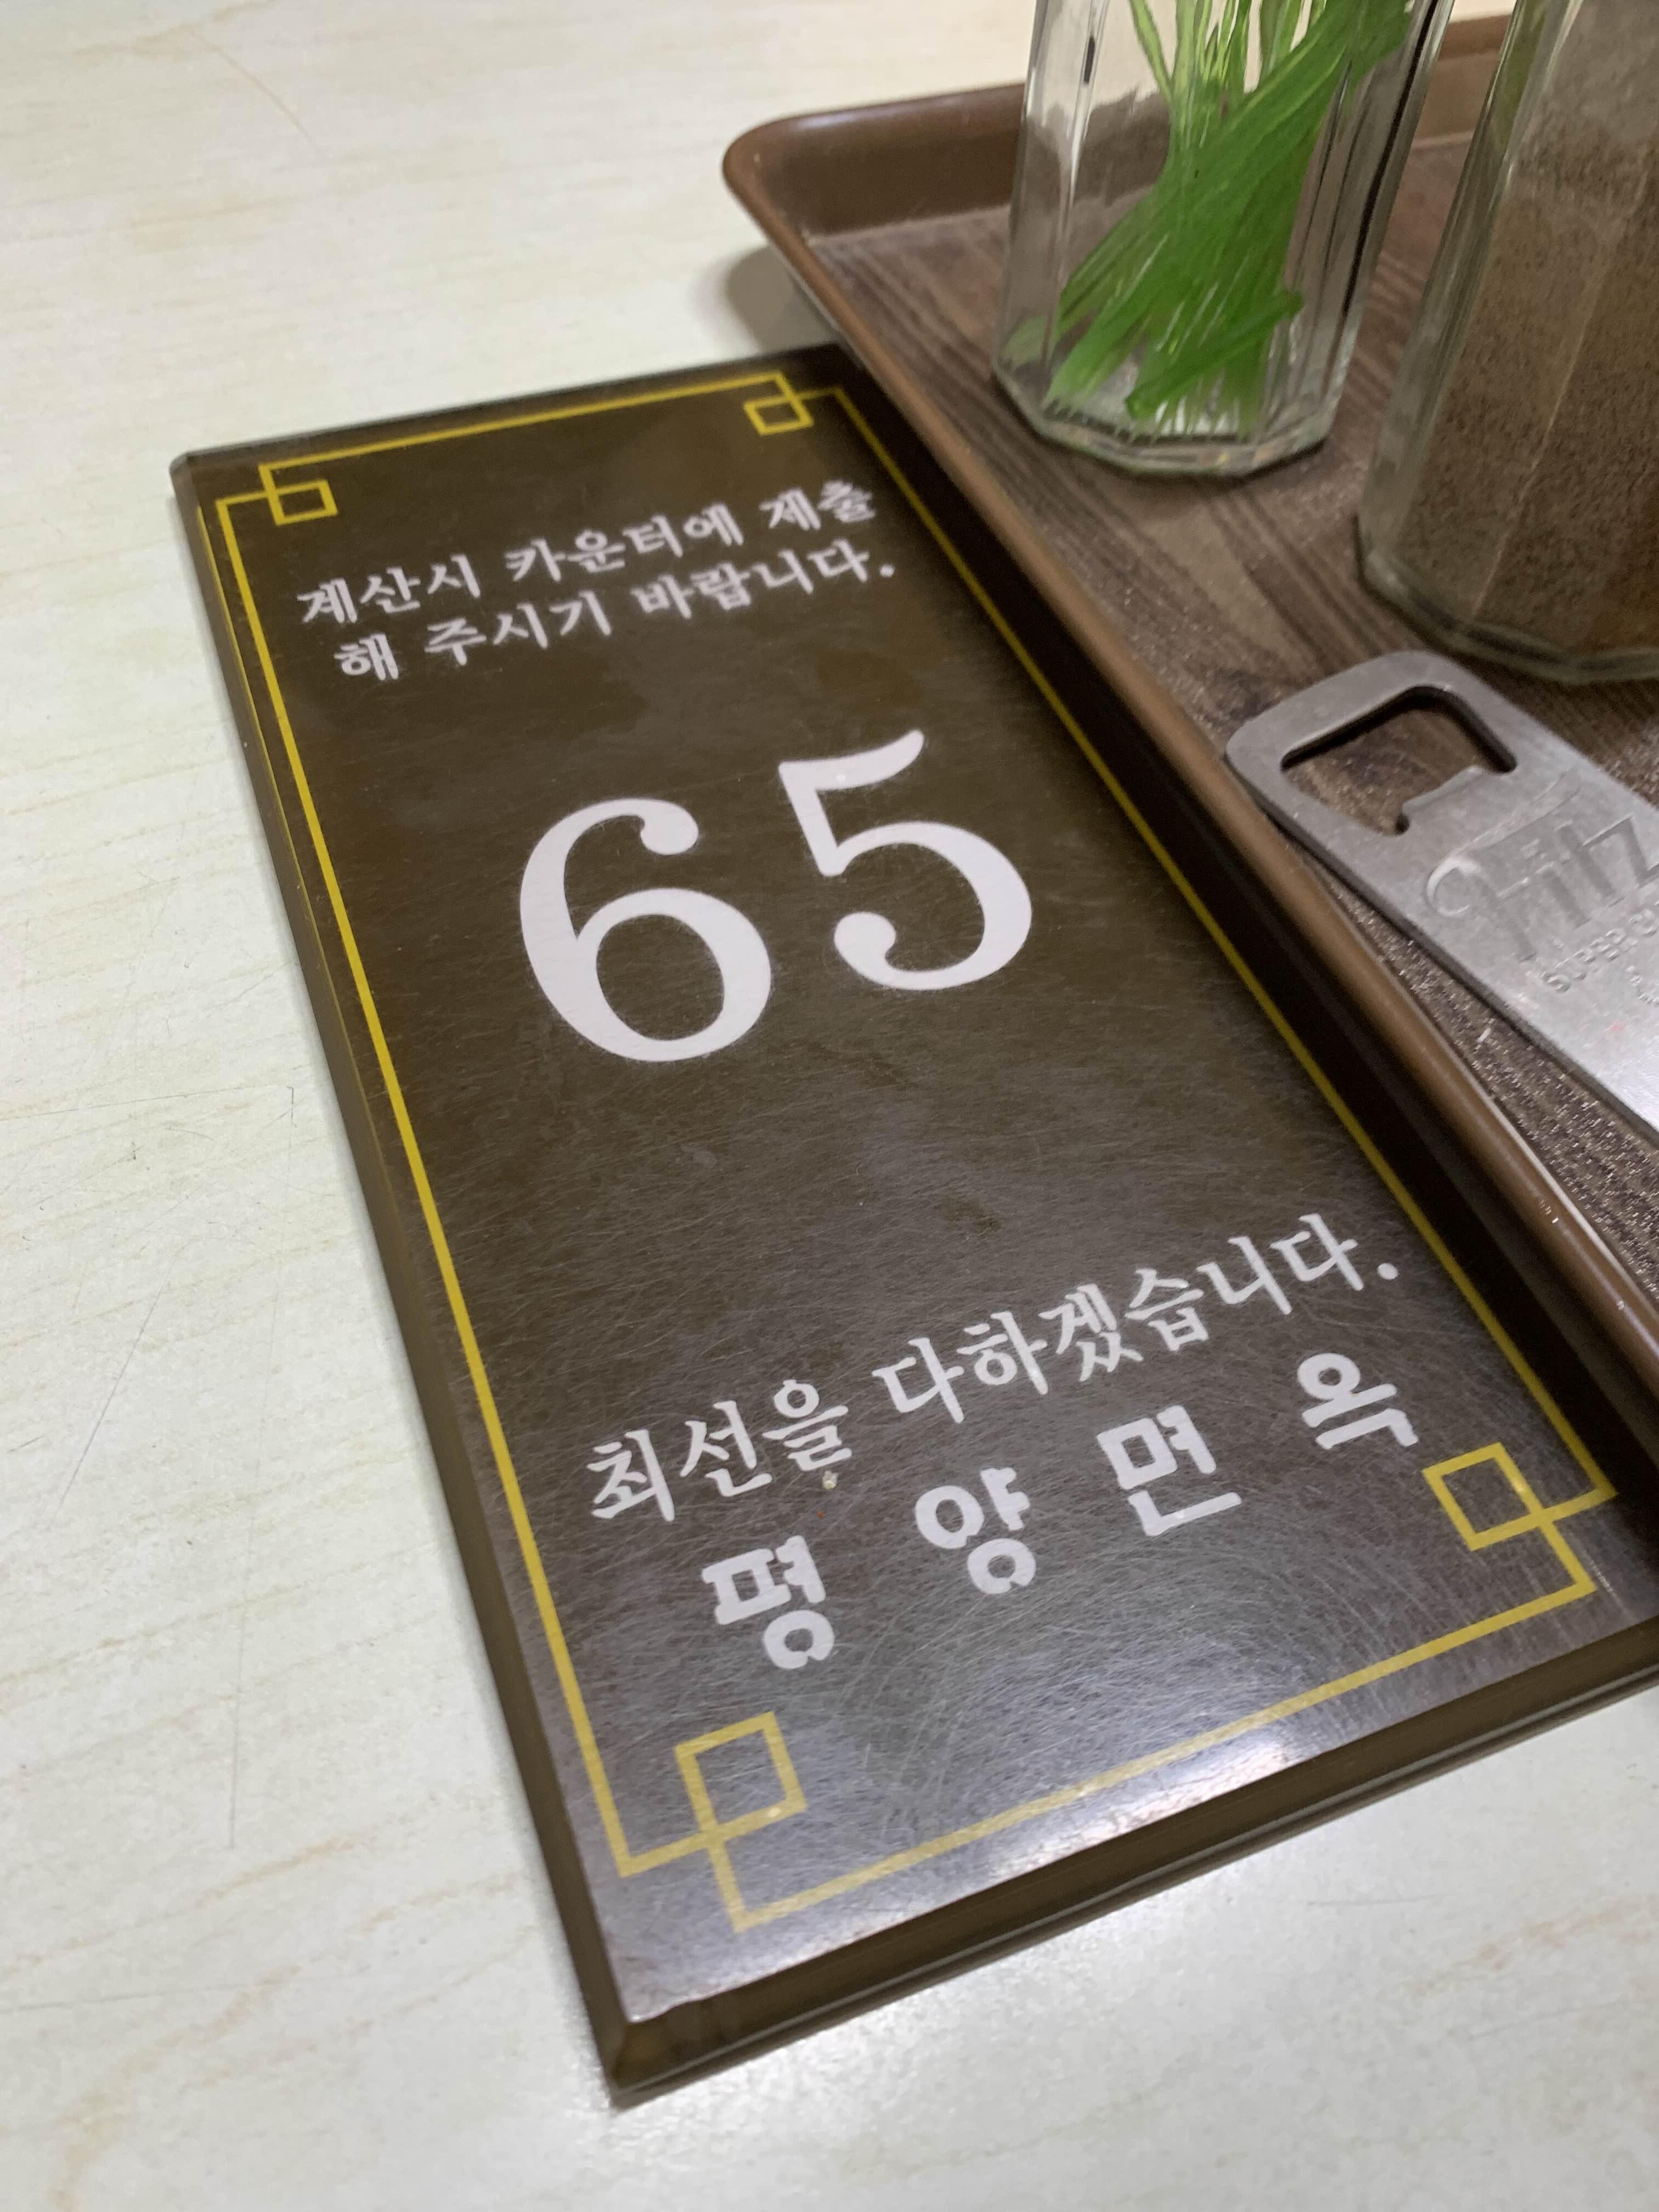 계산시 카운터에 제출
해 주시기 바랍니다.
65
최선을 다하겠습니다.
평양면옥